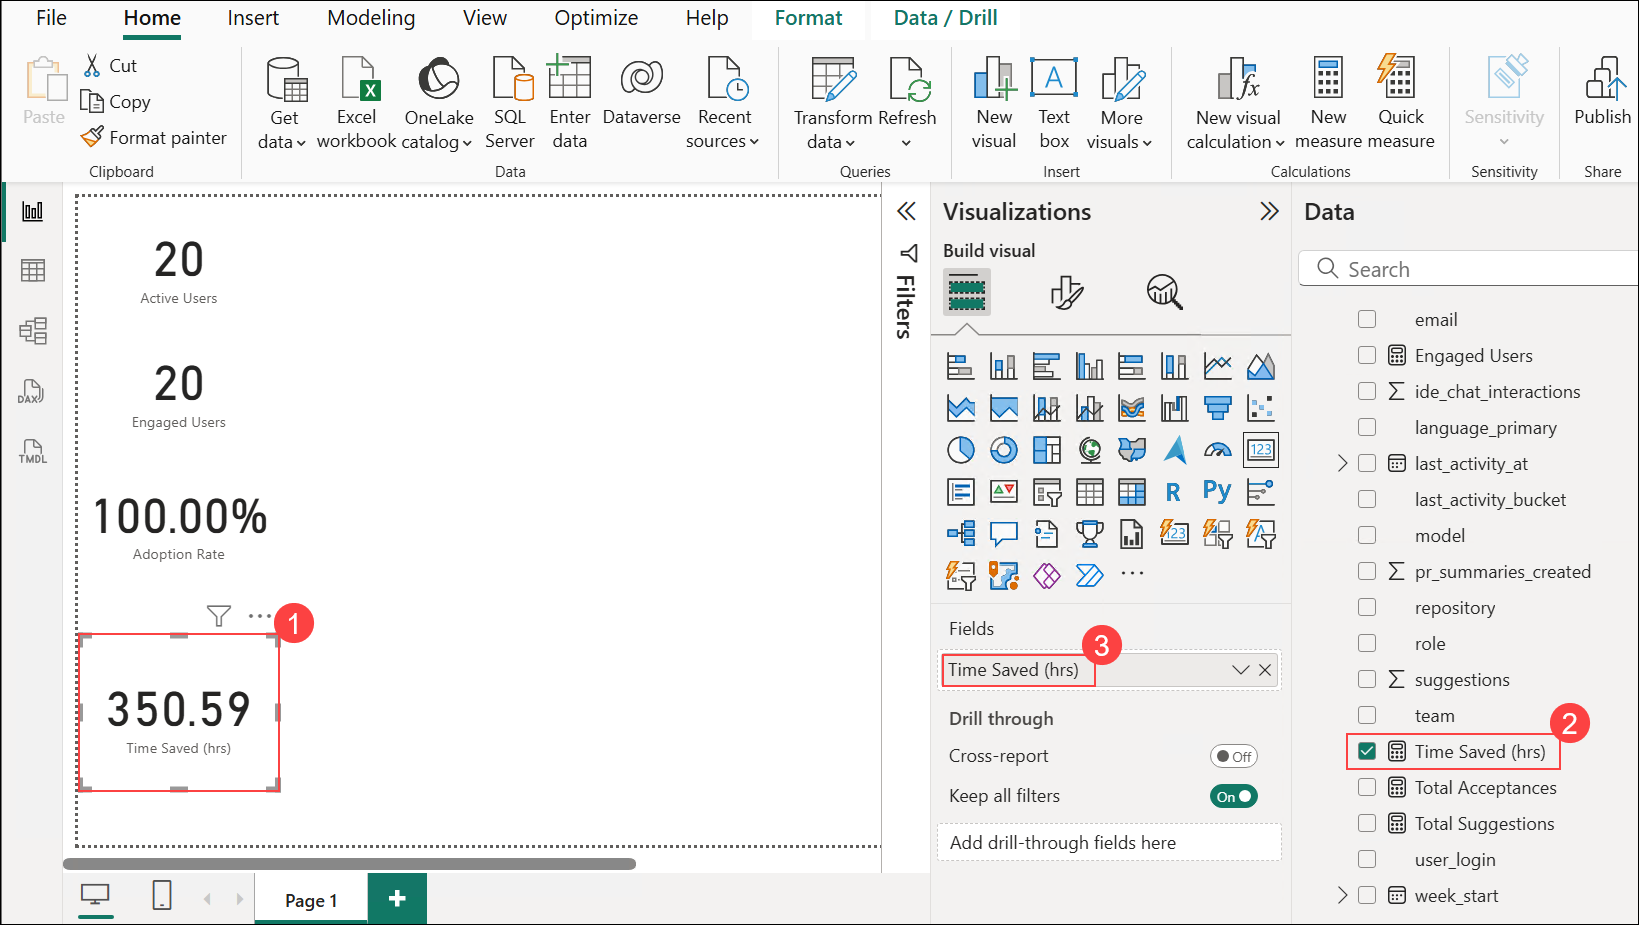 File Home Insert Modeling View Optimize Help Format Data / Drill
Paste
Cut
Copy
Format painter
Clipboard
Get data
Excel workbook
OneLake catalog
SQL Server
Enter data
Dataverse
Recent sources
Data
Transform data
Refresh
Queries
New visual
Text box
More visuals
Insert
New visual calculation
New measure
Quick measure
Calculations
Sensitivity
Sensitivity
Publish
Share
DAX
TMDL
20
Active Users
20
Engaged Users
100.00%
Adoption Rate
1
350.59
Time Saved (hrs)
Page 1
Filters
Visualizations
Build visual
123
R
Py
123
Fields
3
Time Saved (hrs)
Drill through
Cross-report
Off
Keep all filters
On
Add drill-through fields here
Data
Search
email
Engaged Users
ide_chat_interactions
language_primary
last_activity_at
last_activity_bucket
model
pr_summaries_created
repository
role
suggestions
team
2
Time Saved (hrs)
Total Acceptances
Total Suggestions
user_login
week_start